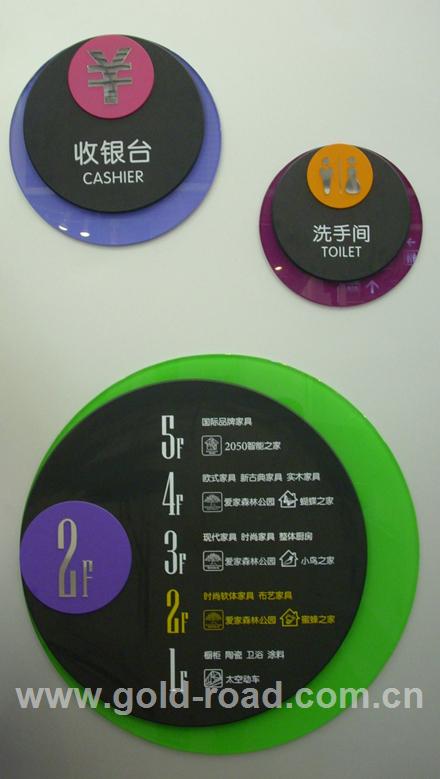 ¥
收银台
CASHIER
洗手间
TOILET
5F
国际品牌家具
2050智能之家
4F
欧式家具 新古典家具 实木家具
爱家森林公园 蝴蝶之家
3F
现代家具 时尚家具 整体厨房
爱家森林公园 小鸟之家
2F
2F
时尚软体家具 布艺家具
爱家森林公园 蜜蜂之家
1F
橱柜 陶瓷 卫浴 涂料
太空动车
www.gold-road.com.cn